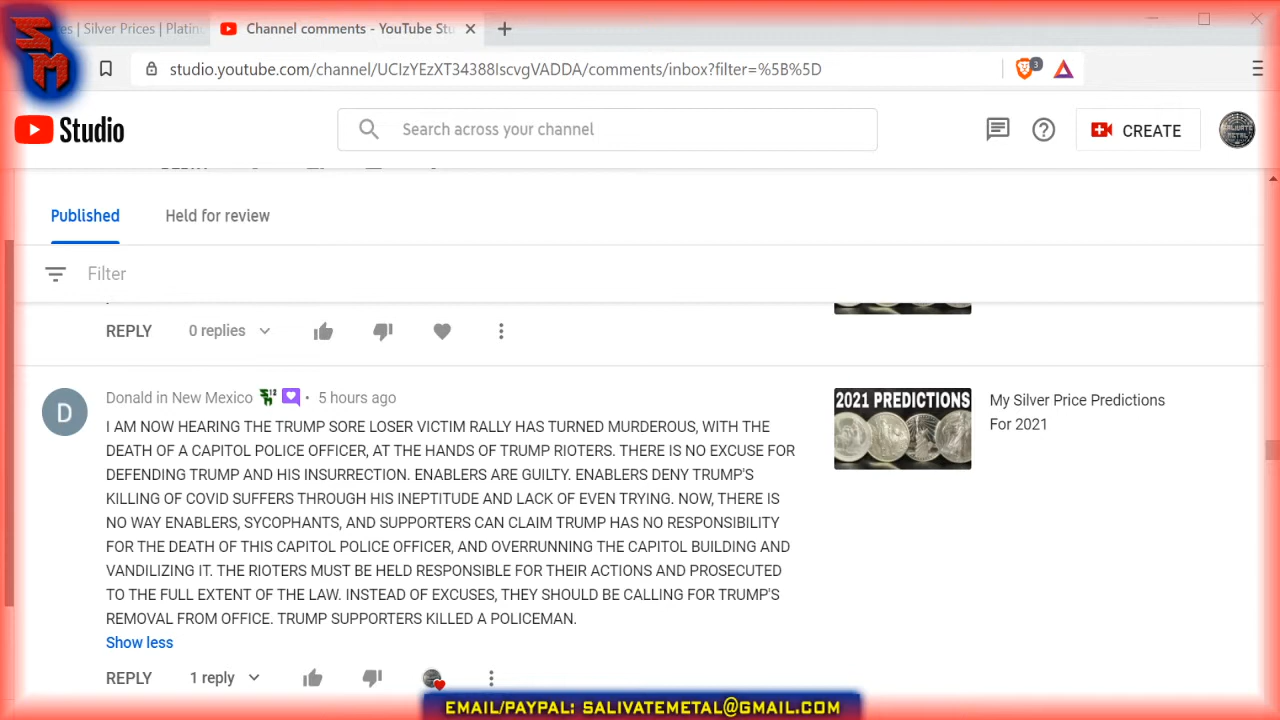 SM
es | Silver Prices | Platin
Channel comments - YouTube Stu
studio.youtube.com/channel/UCIzYEzXT34388lscvgVADDA/comments/inbox?filter=%5B%5D
3
Studio
Search across your channel
CREATE
Published
Held for review
Filter
REPLY 0 replies
Donald in New Mexico • 5 hours ago
I AM NOW HEARING THE TRUMP SORE LOSER VICTIM RALLY HAS TURNED MURDEROUS, WITH THE
DEATH OF A CAPITOL POLICE OFFICER, AT THE HANDS OF TRUMP RIOTERS. THERE IS NO EXCUSE FOR
DEFENDING TRUMP AND HIS INSURRECTION. ENABLERS ARE GUILTY. ENABLERS DENY TRUMP'S
KILLING OF COVID SUFFERS THROUGH HIS INEPTITUDE AND LACK OF EVEN TRYING. NOW, THERE IS
NO WAY ENABLERS, SYCOPHANTS, AND SUPPORTERS CAN CLAIM TRUMP HAS NO RESPONSIBILITY
FOR THE DEATH OF THIS CAPITOL POLICE OFFICER, AND OVERRUNNING THE CAPITOL BUILDING AND
VANDILIZING IT. THE RIOTERS MUST BE HELD RESPONSIBLE FOR THEIR ACTIONS AND PROSECUTED
TO THE FULL EXTENT OF THE LAW. INSTEAD OF EXCUSES, THEY SHOULD BE CALLING FOR TRUMP'S
REMOVAL FROM OFFICE. TRUMP SUPPORTERS KILLED A POLICEMAN.
Show less
REPLY 1 reply
D
2021 PREDICTIONS
My Silver Price Predictions
For 2021
EMAIL/PAYPAL: SALIVATEMETAL@GMAIL.COM